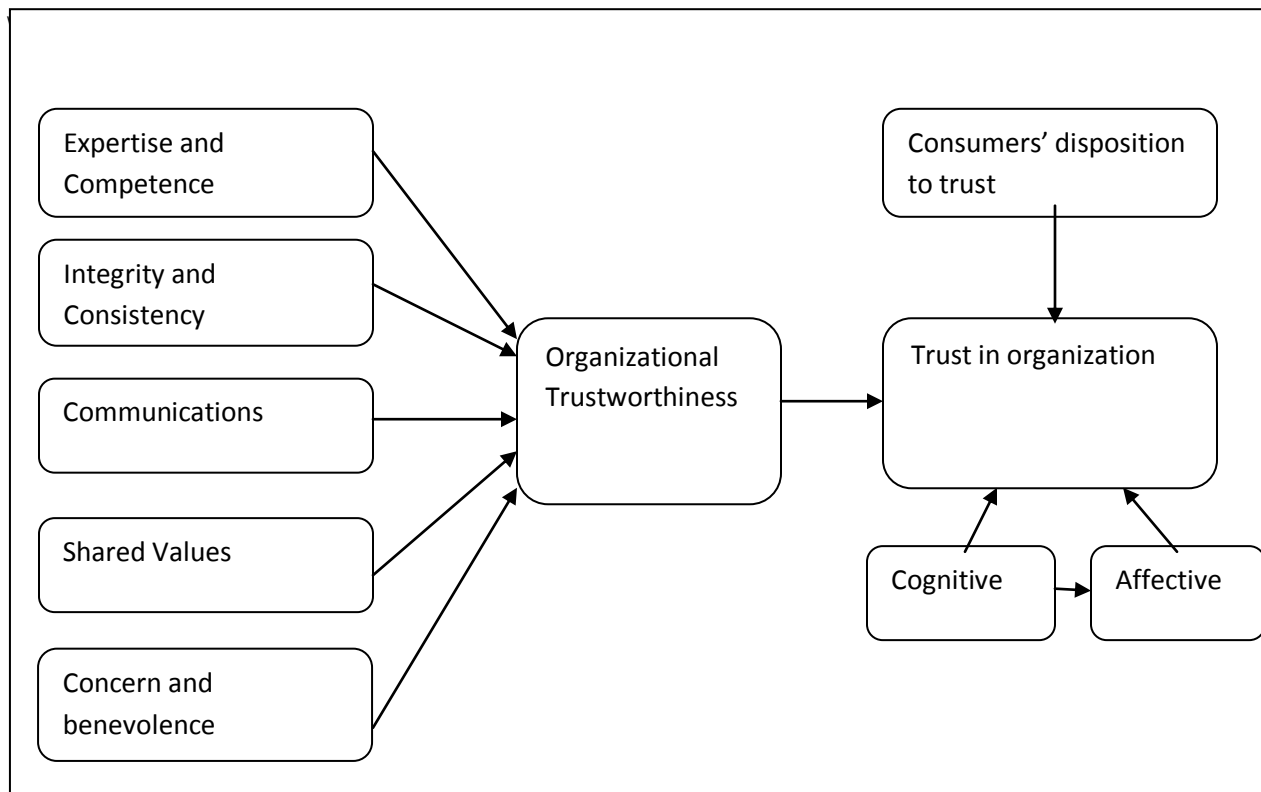 Expertise and
Competence
Integrity and
Consistency
Communications
Shared Values
Concern and
benevolence
Organizational
Trustworthiness
Consumers’ disposition
to trust
Trust in organization
Cognitive
Affective